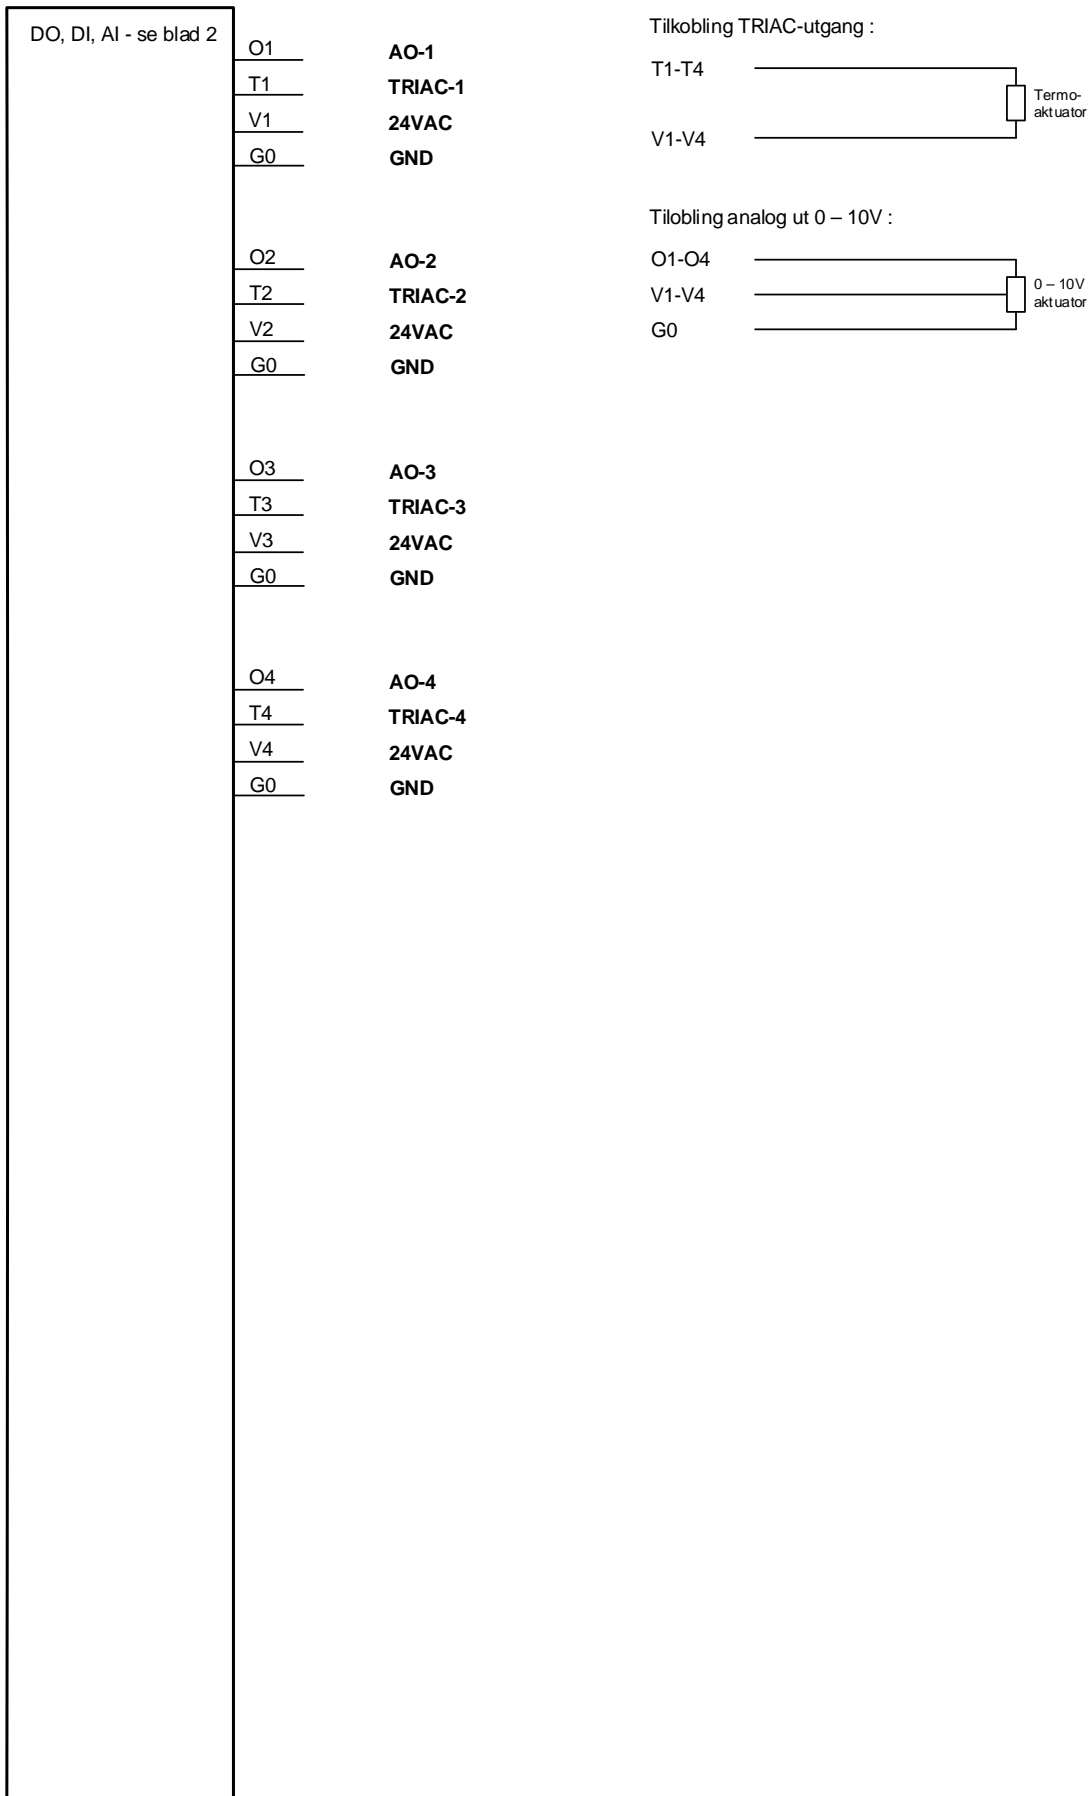 DO, DI, AI - se blad 2
O1 AO-1
T1 TRIAC-1
V1 24VAC
G0 GND
O2 AO-2
T2 TRIAC-2
V2 24VAC
G0 GND
O3 AO-3
T3 TRIAC-3
V3 24VAC
G0 GND
O4 AO-4
T4 TRIAC-4
V4 24VAC
G0 GND
Tilkobling TRIAC-utgang :
T1-T4
V1-V4
Termo-
aktuator
Tilobling analog ut 0 – 10V :
O1-O4
V1-V4
G0
0 – 10V
aktuator